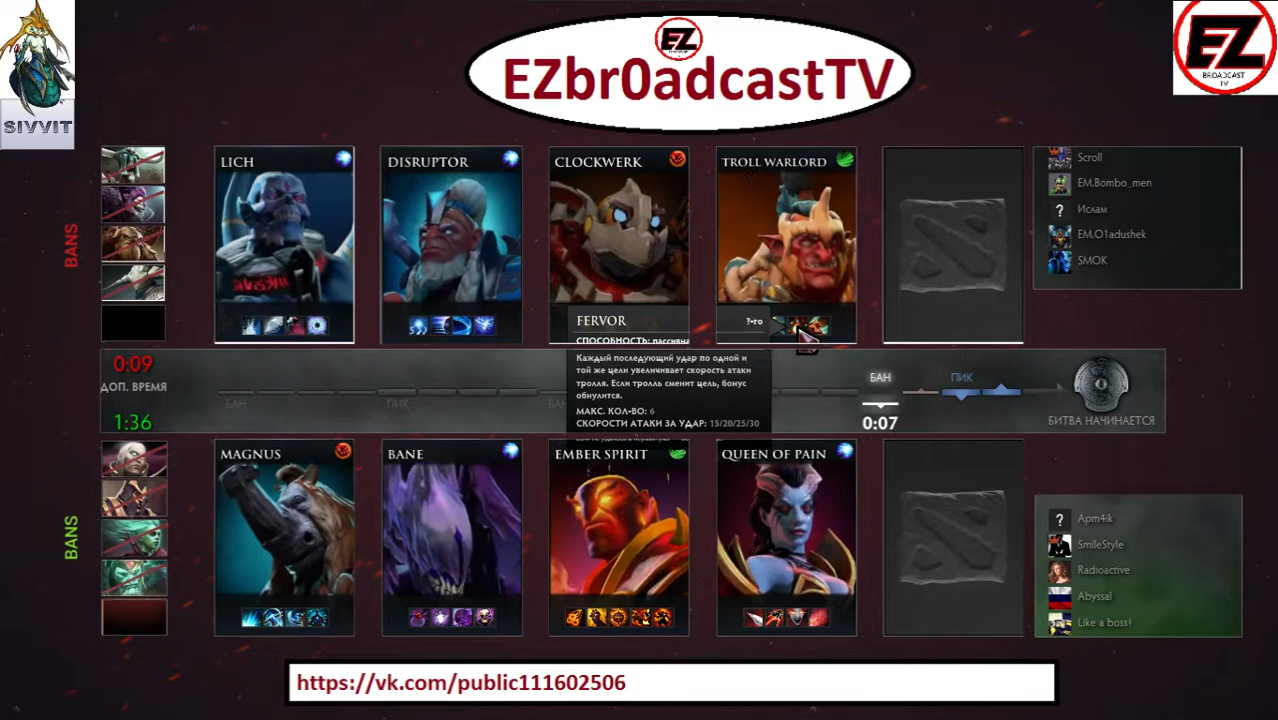 EZ
EZbr0adcastTV
EZ
BROADCAST
TV
SIVVIT
BANS
LICH
DISRUPTOR
CLOCKWERK
TROLL WARLORD
Scroll
EM.Bombo_men
?
Ислам
EM.O1adushek
SMOK
FERVOR
?-го
СПОСОБНОСТЬ: пассивна
Каждый последующий удар по одной и
той же цели увеличивает скорость атаки
тролля. Если тролль сменит цель, бонус
обнулится.
МАКС. КОЛ-ВО: 6
СКОРОСТИ АТАКИ ЗА УДАР: 15/20/25/30
0:09
ДОП. ВРЕМЯ
1:36
БАН
ПИК
БАН
БАН
0:07
ПИК
БИТВА НАЧИНАЕТСЯ
BANS
MAGNUS
BANE
EMBER SPIRIT
QUEEN OF PAIN
?
Apm4ik
SmileStyle
Radioactive
Abyssal
Like a boss!
https://vk.com/public111602506